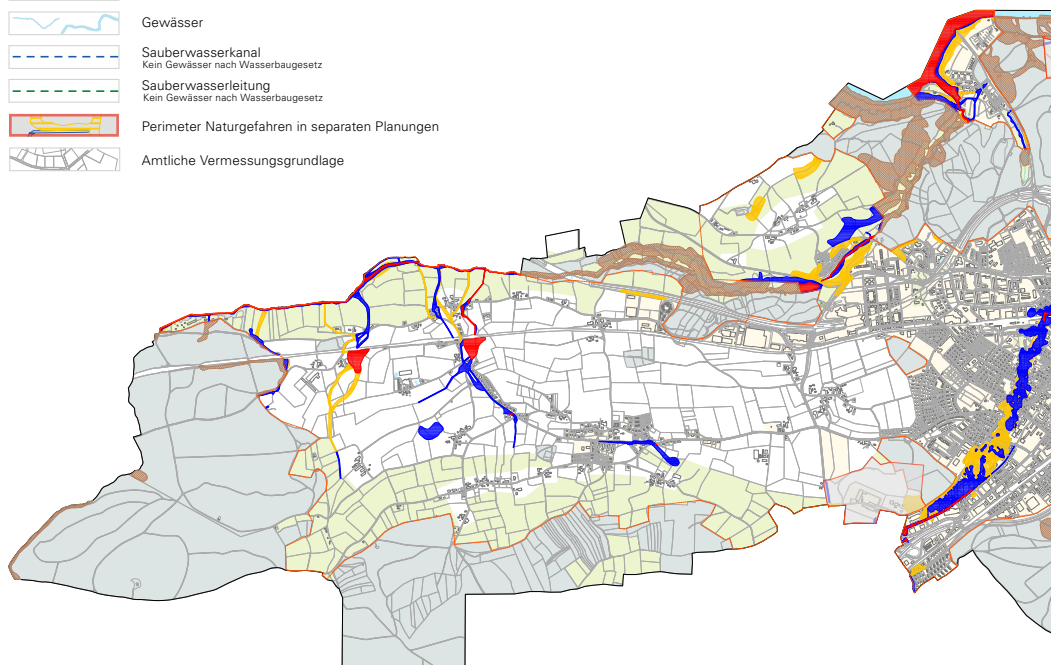 Gewässer
Sauberwasserkanal
Kein Gewässer nach Wasserbaugesetz
Sauberwasserleitung
Kein Gewässer nach Wasserbaugesetz
Perimeter Naturgefahren in separaten Planungen
Amtliche Vermessungsgrundlage